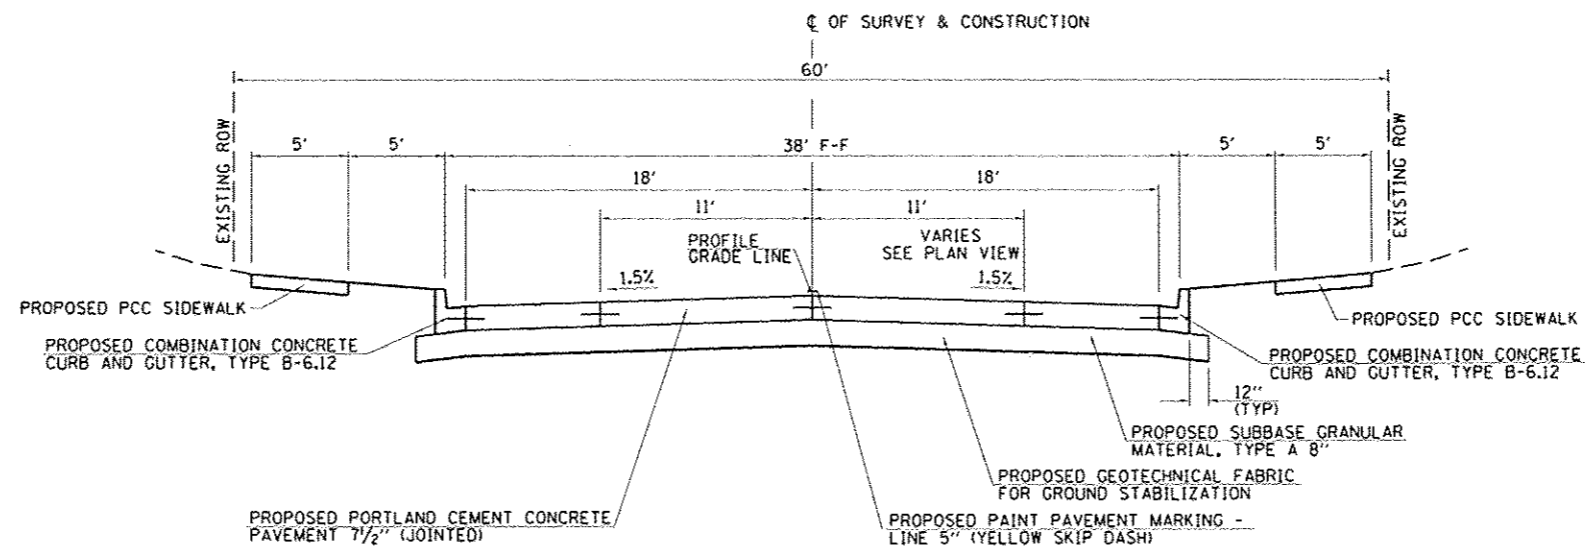 ℄ OF SURVEY & CONSTRUCTION
60'
EXISTING ROW
EXISTING ROW
5'
5'
38' F-F
5'
5'
18'
18'
11'
11'
PROFILE
GRADE LINE
VARIES
SEE PLAN VIEW
1.5%
1.5%
PROPOSED PCC SIDEWALK
PROPOSED PCC SIDEWALK
PROPOSED COMBINATION CONCRETE
CURB AND GUTTER, TYPE B-6.12
PROPOSED COMBINATION CONCRETE
CURB AND GUTTER, TYPE B-6.12
12"
(TYP)
PROPOSED SUBBASE GRANULAR
MATERIAL, TYPE A 8"
PROPOSED GEOTECHNICAL FABRIC
FOR GROUND STABILIZATION
PROPOSED PORTLAND CEMENT CONCRETE
PAVEMENT 7½" (JOINTED)
PROPOSED PAINT PAVEMENT MARKING -
LINE 5" (YELLOW SKIP DASH)